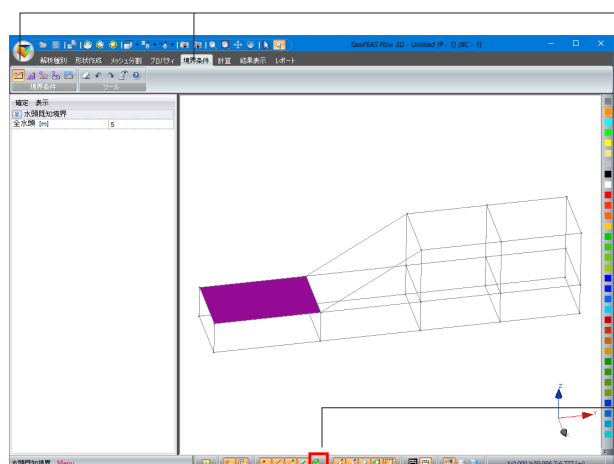 GeoFEAS Flow 3D - Untitled [P - 1] [BC - 1]
解析種別 形状作成 メッシュ分割 プロパティ 境界条件 計算 結果表示 レポート
境界条件 ツール
確定 表示
水頭既知境界
全水頭 [m] 5
Z
Y
水頭既知境界 Menu